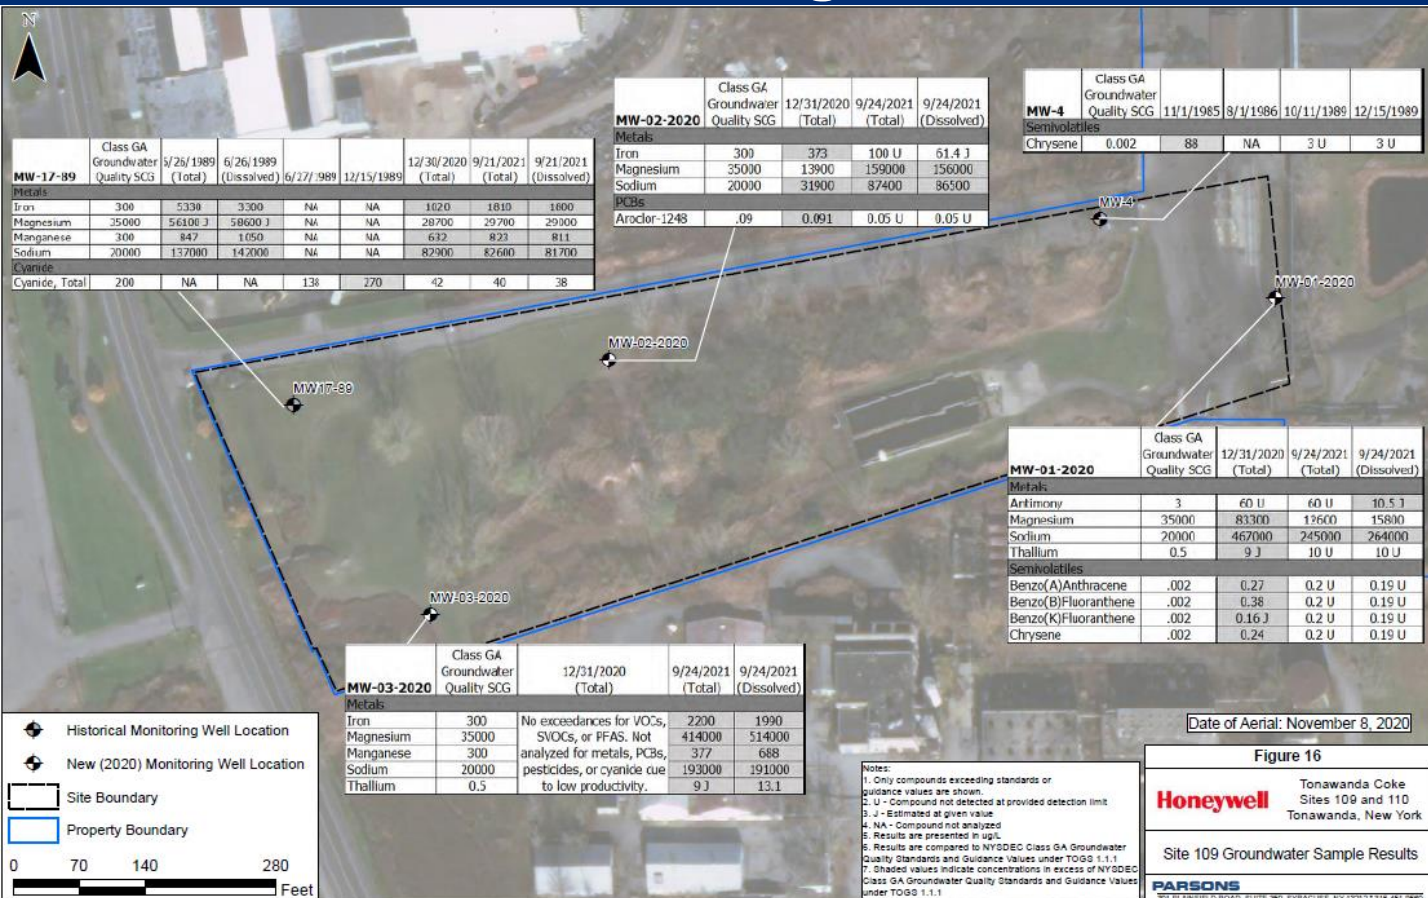 N
MW-17-89 Class GA Groundwater Quality SCG 5/26/1989 (Total) 6/26/1989 (Dissolved) 6/27/1989 12/15/1989 12/30/2020 (Total) 9/21/2021 (Total) 9/21/2021 (Dissolved)
Metals
Iron 300 5330 3300 NA NA 1020 1810 1600
Magnesium 35000 56100 J 58600 J NA NA 28700 29700 29000
Manganese 300 847 1050 NA NA 632 823 811
Sodium 20000 137000 142000 NA NA 82900 82600 81700
Cyanide
Cyanide, Total 200 NA NA 138 270 42 40 38
MW-02-2020 Class GA Groundwater Quality SCG 12/31/2020 (Total) 9/24/2021 (Total) 9/24/2021 (Dissolved)
Metals
Iron 300 373 100 U 61.4 J
Magnesium 35000 13900 159000 156000
Sodium 20000 31900 87400 86500
PCBs
Aroclor-1248 .09 0.091 0.05 U 0.05 U
MW-4 Class GA Groundwater Quality SCG 11/1/1985 8/1/1986 10/11/1989 12/15/1989
Semivolatiles
Chrysene 0.002 88 NA 3 U 3 U
MW-4
MW-01-2020
MW-02-2020
MW17-89
MW-03-2020
MW-01-2020 Class GA Groundwater Quality SCG 12/31/2020 (Total) 9/24/2021 (Total) 9/24/2021 (Dissolved)
Metals
Antimony 3 60 U 60 U 10.5 J
Magnesium 35000 83300 12600 15800
Sodium 20000 467000 245000 264000
Thallium 0.5 9 J 10 U 10 U
Semivolatiles
Benzo(A)Anthracene .002 0.27 0.2 U 0.19 U
Benzo(B)Fluoranthene .002 0.38 0.2 U 0.19 U
Benzo(K)Fluoranthene .002 0.16 J 0.2 U 0.19 U
Chrysene .002 0.24 0.2 U 0.19 U
MW-03-2020 Class GA Groundwater Quality SCG 12/31/2020 (Total) 9/24/2021 (Total) 9/24/2021 (Dissolved)
Metals
Iron 300 No exceedances for VOCs, 2200 1990
Magnesium 35000 SVOCs, or PFAS. Not 414000 514000
Manganese 300 analyzed for metals, PCBs, 377 688
Sodium 20000 pesticides, or cyanide due 193000 191000
Thallium 0.5 to low productivity. 9 J 13.1
Historical Monitoring Well Location
New (2020) Monitoring Well Location
Site Boundary
Property Boundary
0 70 140 280
Feet
Notes:
1. Only compounds exceeding standards or
guidance values are shown.
2. U - Compound not detected at provided detection limit
3. J - Estimated at given value
4. NA - Compound not analyzed
5. Results are presented in ug/L
6. Results are compared to NYSDEC Class GA Groundwater
Quality Standards and Guidance Values under TOGS 1.1.1
7. Shaded values indicate concentrations in excess of NYSDEC
Class GA Groundwater Quality Standards and Guidance Values
under TOGS 1.1.1
Date of Aerial: November 8, 2020
Figure 16
Honeywell
Tonawanda Coke
Sites 109 and 110
Tonawanda, New York
Site 109 Groundwater Sample Results
PARSONS